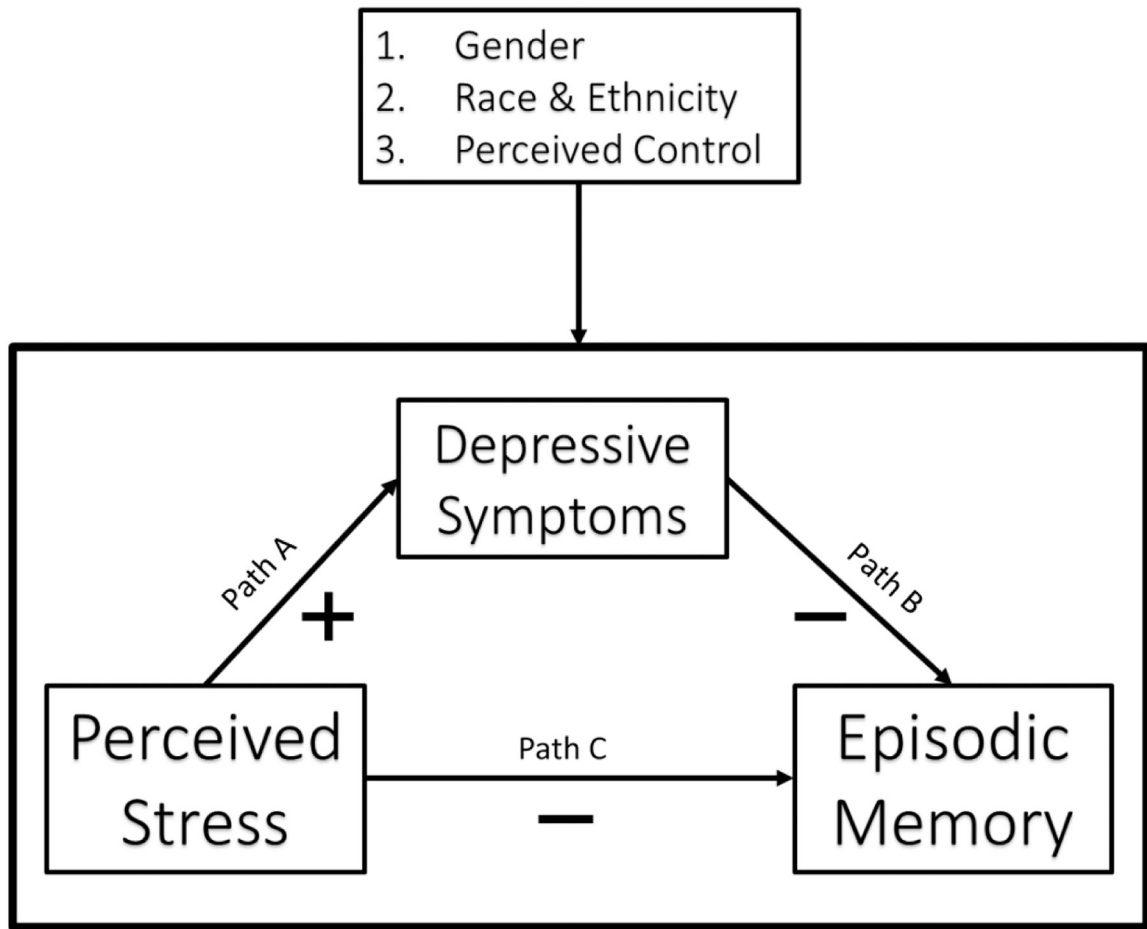 1. Gender
2. Race & Ethnicity
3. Perceived Control
Depressive
Symptoms
Path A
+
Path B
−
Perceived
Stress
Path C
−
Episodic
Memory